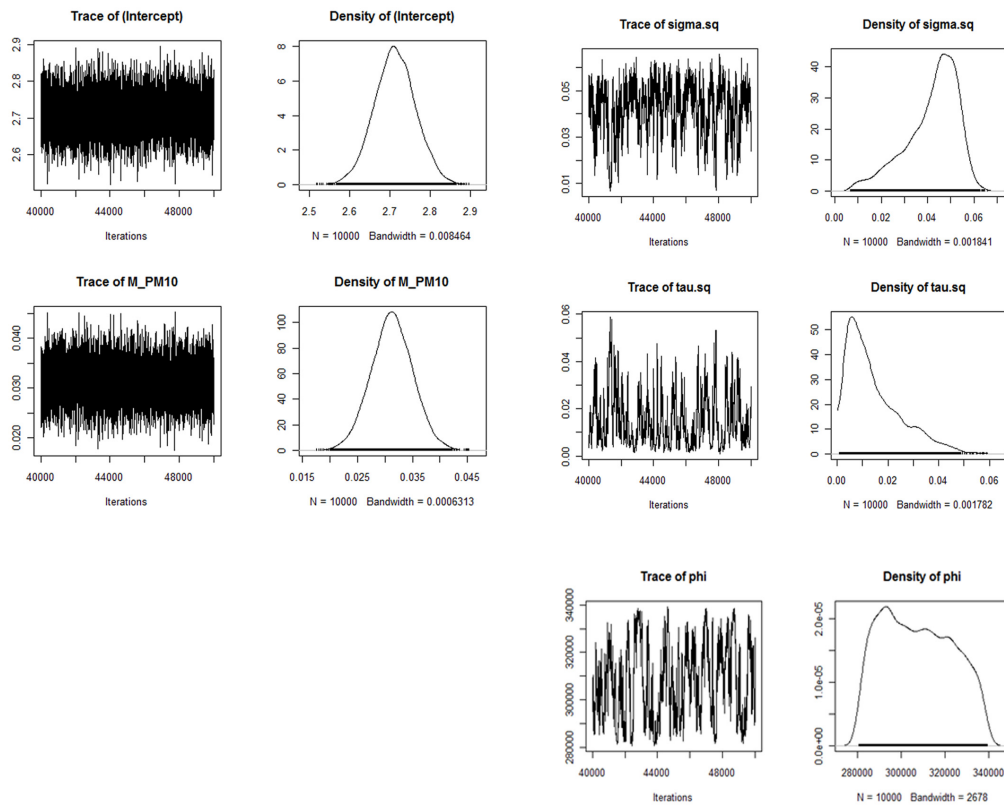 Trace of (Intercept)
2.6 2.7 2.8 2.9
40000 44000 48000
Iterations
Density of (Intercept)
0 2 4 6 8
2.5 2.6 2.7 2.8 2.9
N = 10000 Bandwidth = 0.008464
Trace of sigma.sq
0.01 0.03 0.05
40000 44000 48000
Iterations
Density of sigma.sq
0 10 20 30 40
0.00 0.02 0.04 0.06
N = 10000 Bandwidth = 0.001841
Trace of M_PM10
0.020 0.030 0.040
40000 44000 48000
Iterations
Density of M_PM10
0 20 40 60 80 100
0.015 0.025 0.035 0.045
N = 10000 Bandwidth = 0.0006313
Trace of tau.sq
0.00 0.02 0.04 0.06
40000 44000 48000
Iterations
Density of tau.sq
0 10 20 30 40 50
0.00 0.02 0.04 0.06
N = 10000 Bandwidth = 0.001782
Trace of phi
280000 300000 320000 340000
40000 44000 48000
Iterations
Density of phi
0.0e+00 1.0e-05 2.0e-05
280000 300000 320000 340000
N = 10000 Bandwidth = 2678